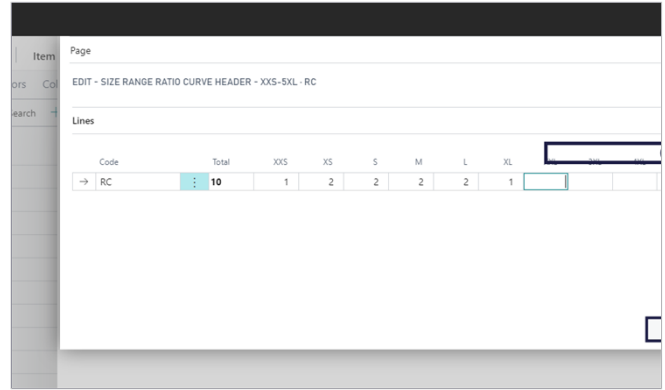 Item
Page
ors Col
EDIT - SIZE RANGE RATIO CURVE HEADER - XXS-5XL · RC
earch +
Lines
Code Total XXS XS S M L XL
→ RC ⋮ 10 1 2 2 2 2 1